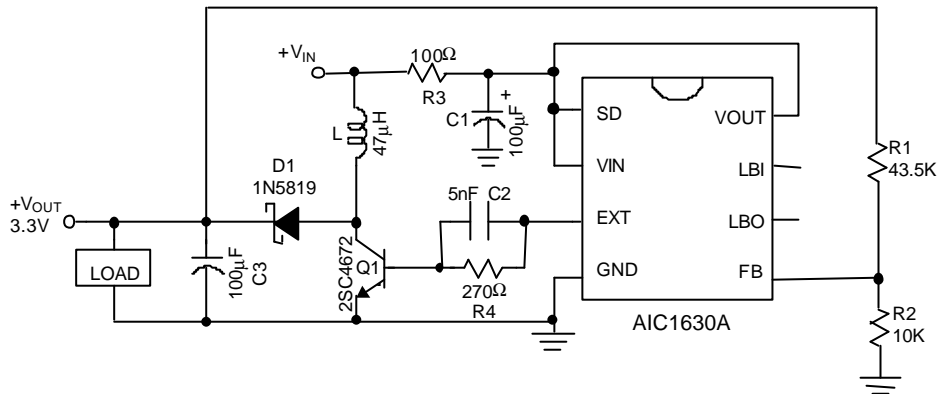 +VIN
100Ω
R3
C1
+
100µF
L
47µH
D1
1N5819
+VOUT
3.3V
LOAD
100µF
C3
2SC4672
Q1
5nF C2
270Ω
R4
SD
VIN
EXT
GND
VOUT
LBI
LBO
FB
AIC1630A
R1
43.5K
R2
10K